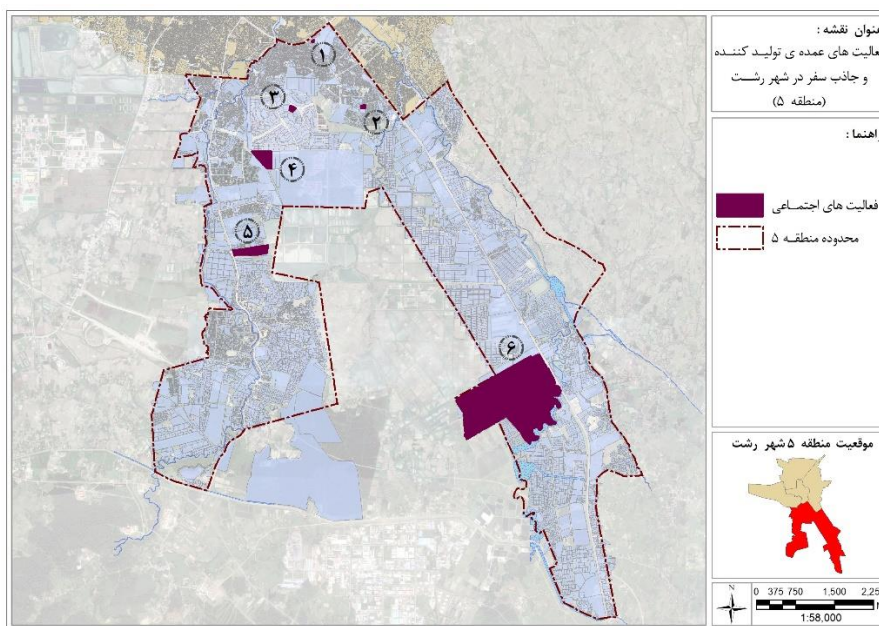 عنوان نقشه :
فعالیت های عمده ی تولید کننده
و جاذب سفر در شهر رشت
(منطقه ۵)
راهنما :
فعالیت های اجتماعی
محدوده منطقه ۵
موقعیت منطقه ۵ شهر رشت
N
0 375 750 1,500 2,25
1:58,000
۱
۲
۳
۴
۵
۶